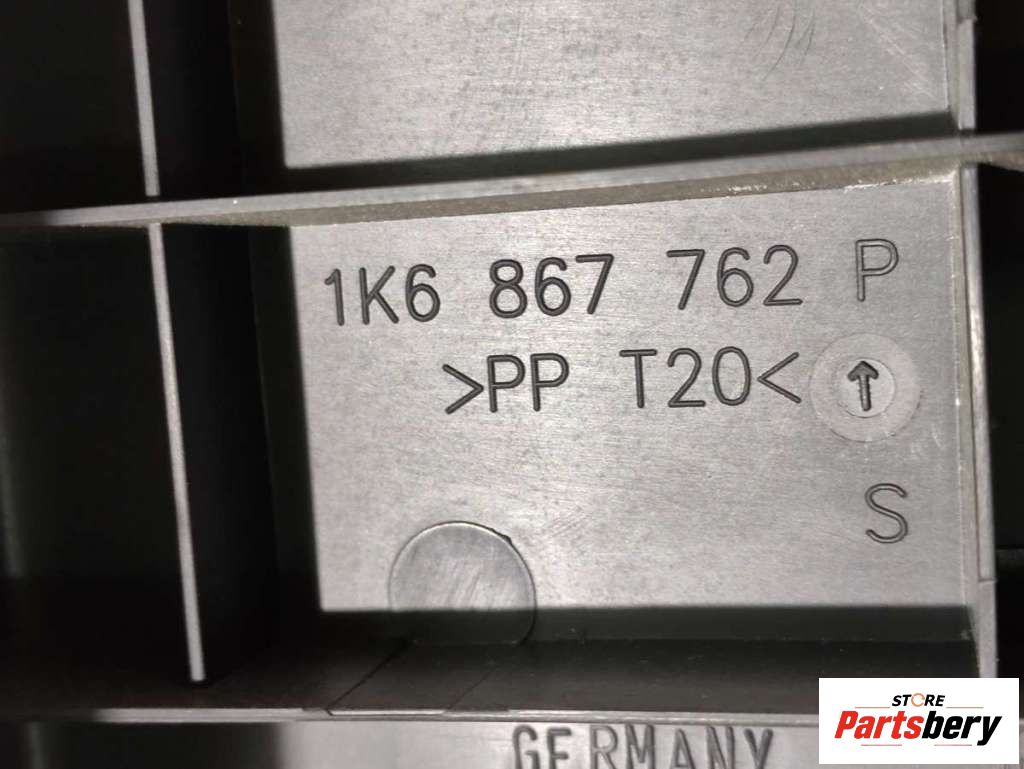 1K6 867 762 P
>PP T20<
S
GERMANY
STORE
Partsbery